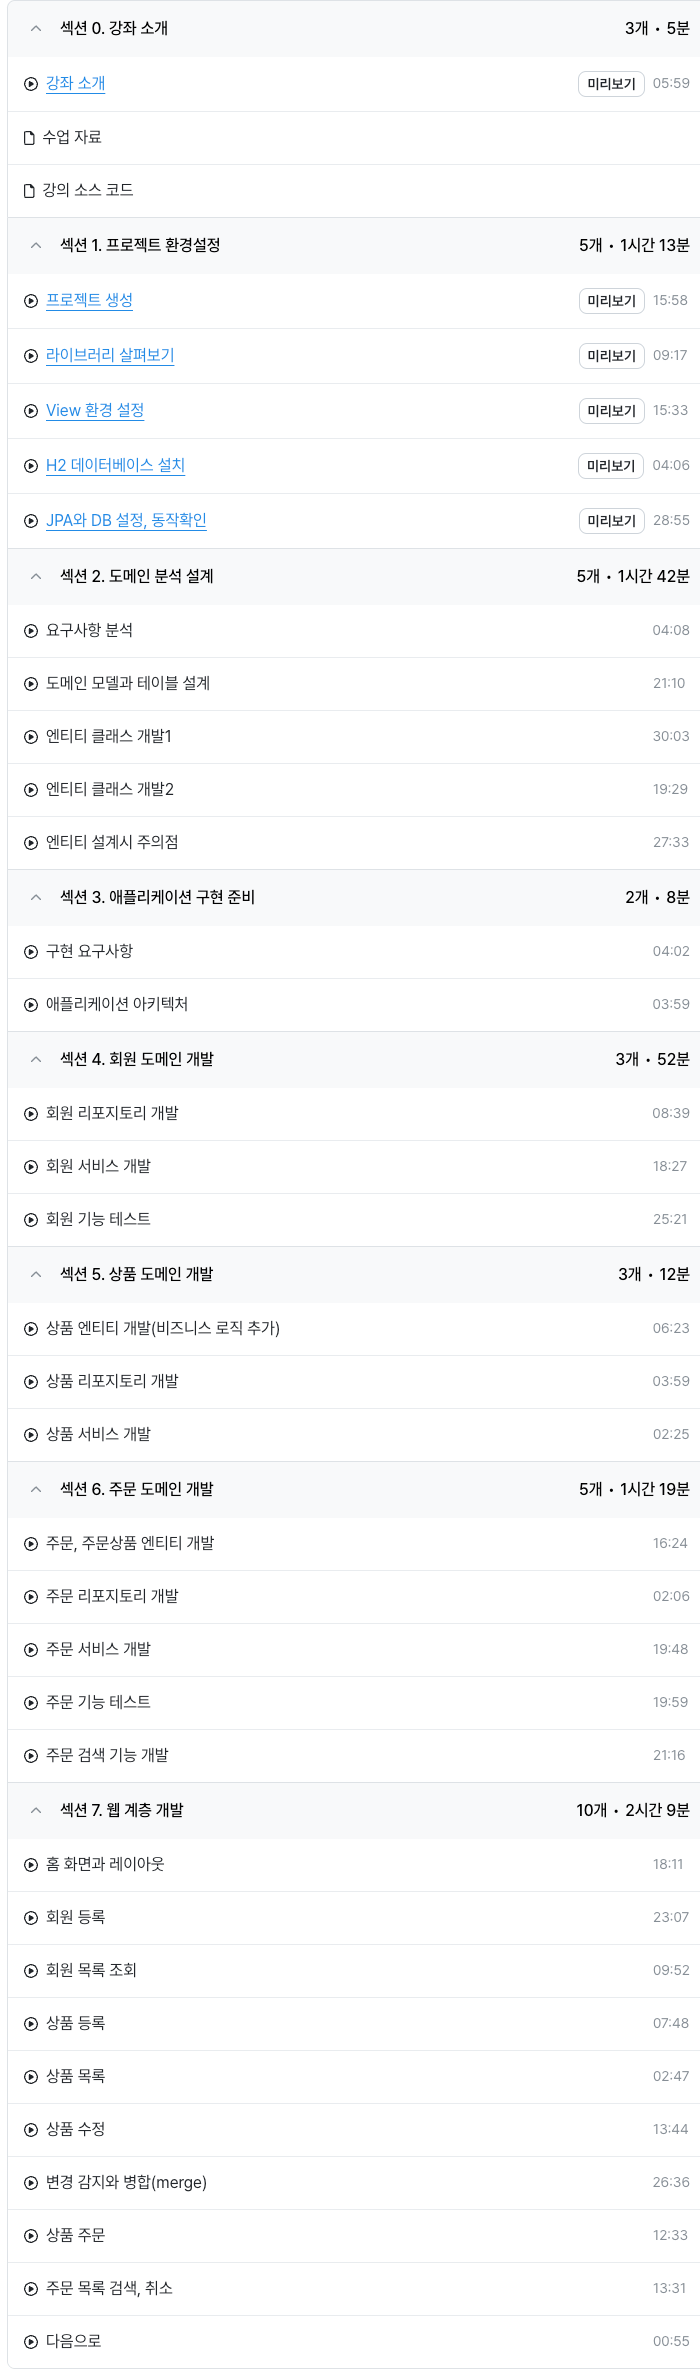 섹션 0. 강좌 소개 3개 • 5분
강좌 소개 미리보기 05:59
수업 자료
강의 소스 코드
섹션 1. 프로젝트 환경설정 5개 • 1시간 13분
프로젝트 생성 미리보기 15:58
라이브러리 살펴보기 미리보기 09:17
View 환경 설정 미리보기 15:33
H2 데이터베이스 설치 미리보기 04:06
JPA와 DB 설정, 동작확인 미리보기 28:55
섹션 2. 도메인 분석 설계 5개 • 1시간 42분
요구사항 분석 04:08
도메인 모델과 테이블 설계 21:10
엔티티 클래스 개발1 30:03
엔티티 클래스 개발2 19:29
엔티티 설계시 주의점 27:33
섹션 3. 애플리케이션 구현 준비 2개 • 8분
구현 요구사항 04:02
애플리케이션 아키텍처 03:59
섹션 4. 회원 도메인 개발 3개 • 52분
회원 리포지토리 개발 08:39
회원 서비스 개발 18:27
회원 기능 테스트 25:21
섹션 5. 상품 도메인 개발 3개 • 12분
상품 엔티티 개발(비즈니스 로직 추가) 06:23
상품 리포지토리 개발 03:59
상품 서비스 개발 02:25
섹션 6. 주문 도메인 개발 5개 • 1시간 19분
주문, 주문상품 엔티티 개발 16:24
주문 리포지토리 개발 02:06
주문 서비스 개발 19:48
주문 기능 테스트 19:59
주문 검색 기능 개발 21:16
섹션 7. 웹 계층 개발 10개 • 2시간 9분
홈 화면과 레이아웃 18:11
회원 등록 23:07
회원 목록 조회 09:52
상품 등록 07:48
상품 목록 02:47
상품 수정 13:44
변경 감지와 병합(merge) 26:36
상품 주문 12:33
주문 목록 검색, 취소 13:31
다음으로 00:55